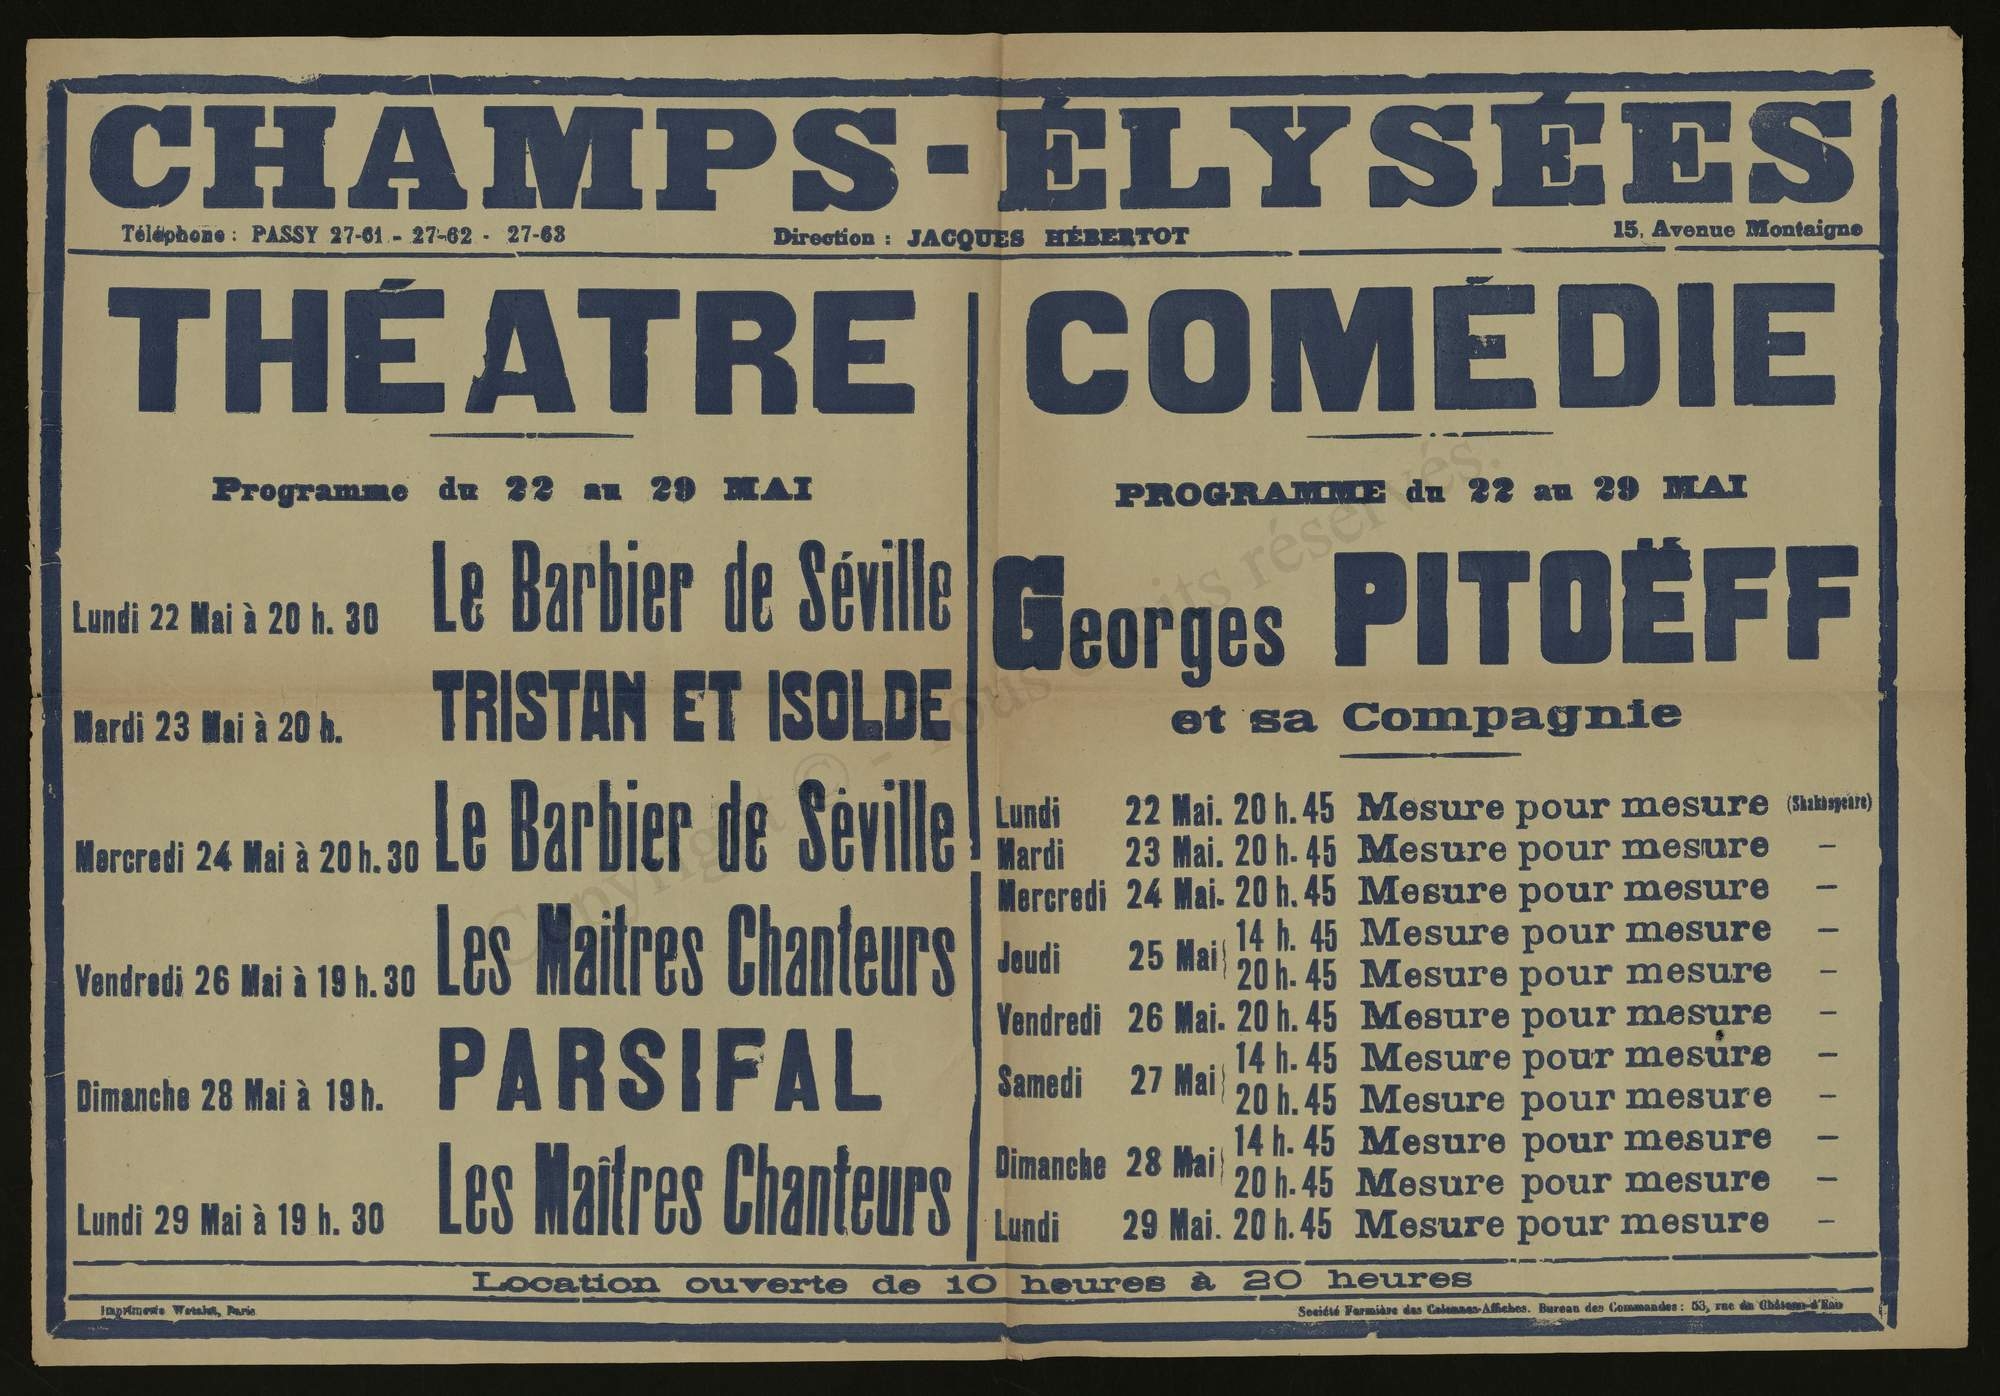 CHAMPS-ÉLYSÉES
Téléphone : PASSY 27-61 - 27-62 - 27-63
Direction : JACQUES HÉBERTOT
15, Avenue Montaigne
THÉATRE
Programme du 22 au 29 MAI
Lundi 22 Mai à 20 h. 30 Le Barbier de Séville
Mardi 23 Mai à 20 h. TRISTAN ET ISOLDE
Mercredi 24 Mai à 20 h. 30 Le Barbier de Séville
Vendredi 26 Mai à 19 h. 30 Les Maitres Chanteurs
Dimanche 28 Mai à 19 h. PARSIFAL
Lundi 29 Mai à 19 h. 30 Les Maîtres Chanteurs
COMÉDIE
PROGRAMME du 22 au 29 MAI
Georges PITOËFF
et sa Compagnie
Lundi 22 Mai. 20 h. 45 Mesure pour mesure (Shakespeare)
Mardi 23 Mai. 20 h. 45 Mesure pour mesure –
Mercredi 24 Mai. 20 h. 45 Mesure pour mesure –
Jeudi 25 Mai 14 h. 45 Mesure pour mesure –
20 h. 45 Mesure pour mesure –
Vendredi 26 Mai. 20 h. 45 Mesure pour mesure –
Samedi 27 Mai 14 h. 45 Mesure pour mesure –
20 h. 45 Mesure pour mesure –
Dimanche 28 Mai 14 h. 45 Mesure pour mesure –
20 h. 45 Mesure pour mesure –
Lundi 29 Mai. 20 h. 45 Mesure pour mesure –
Location ouverte de 10 heures à 20 heures
Imprimerie Watelet, Paris
Société Fermière des Colonnes-Affiches. Bureau des Commandes : 53, rue du Château-d'Eau
Copyright © - Tous droits réservés.